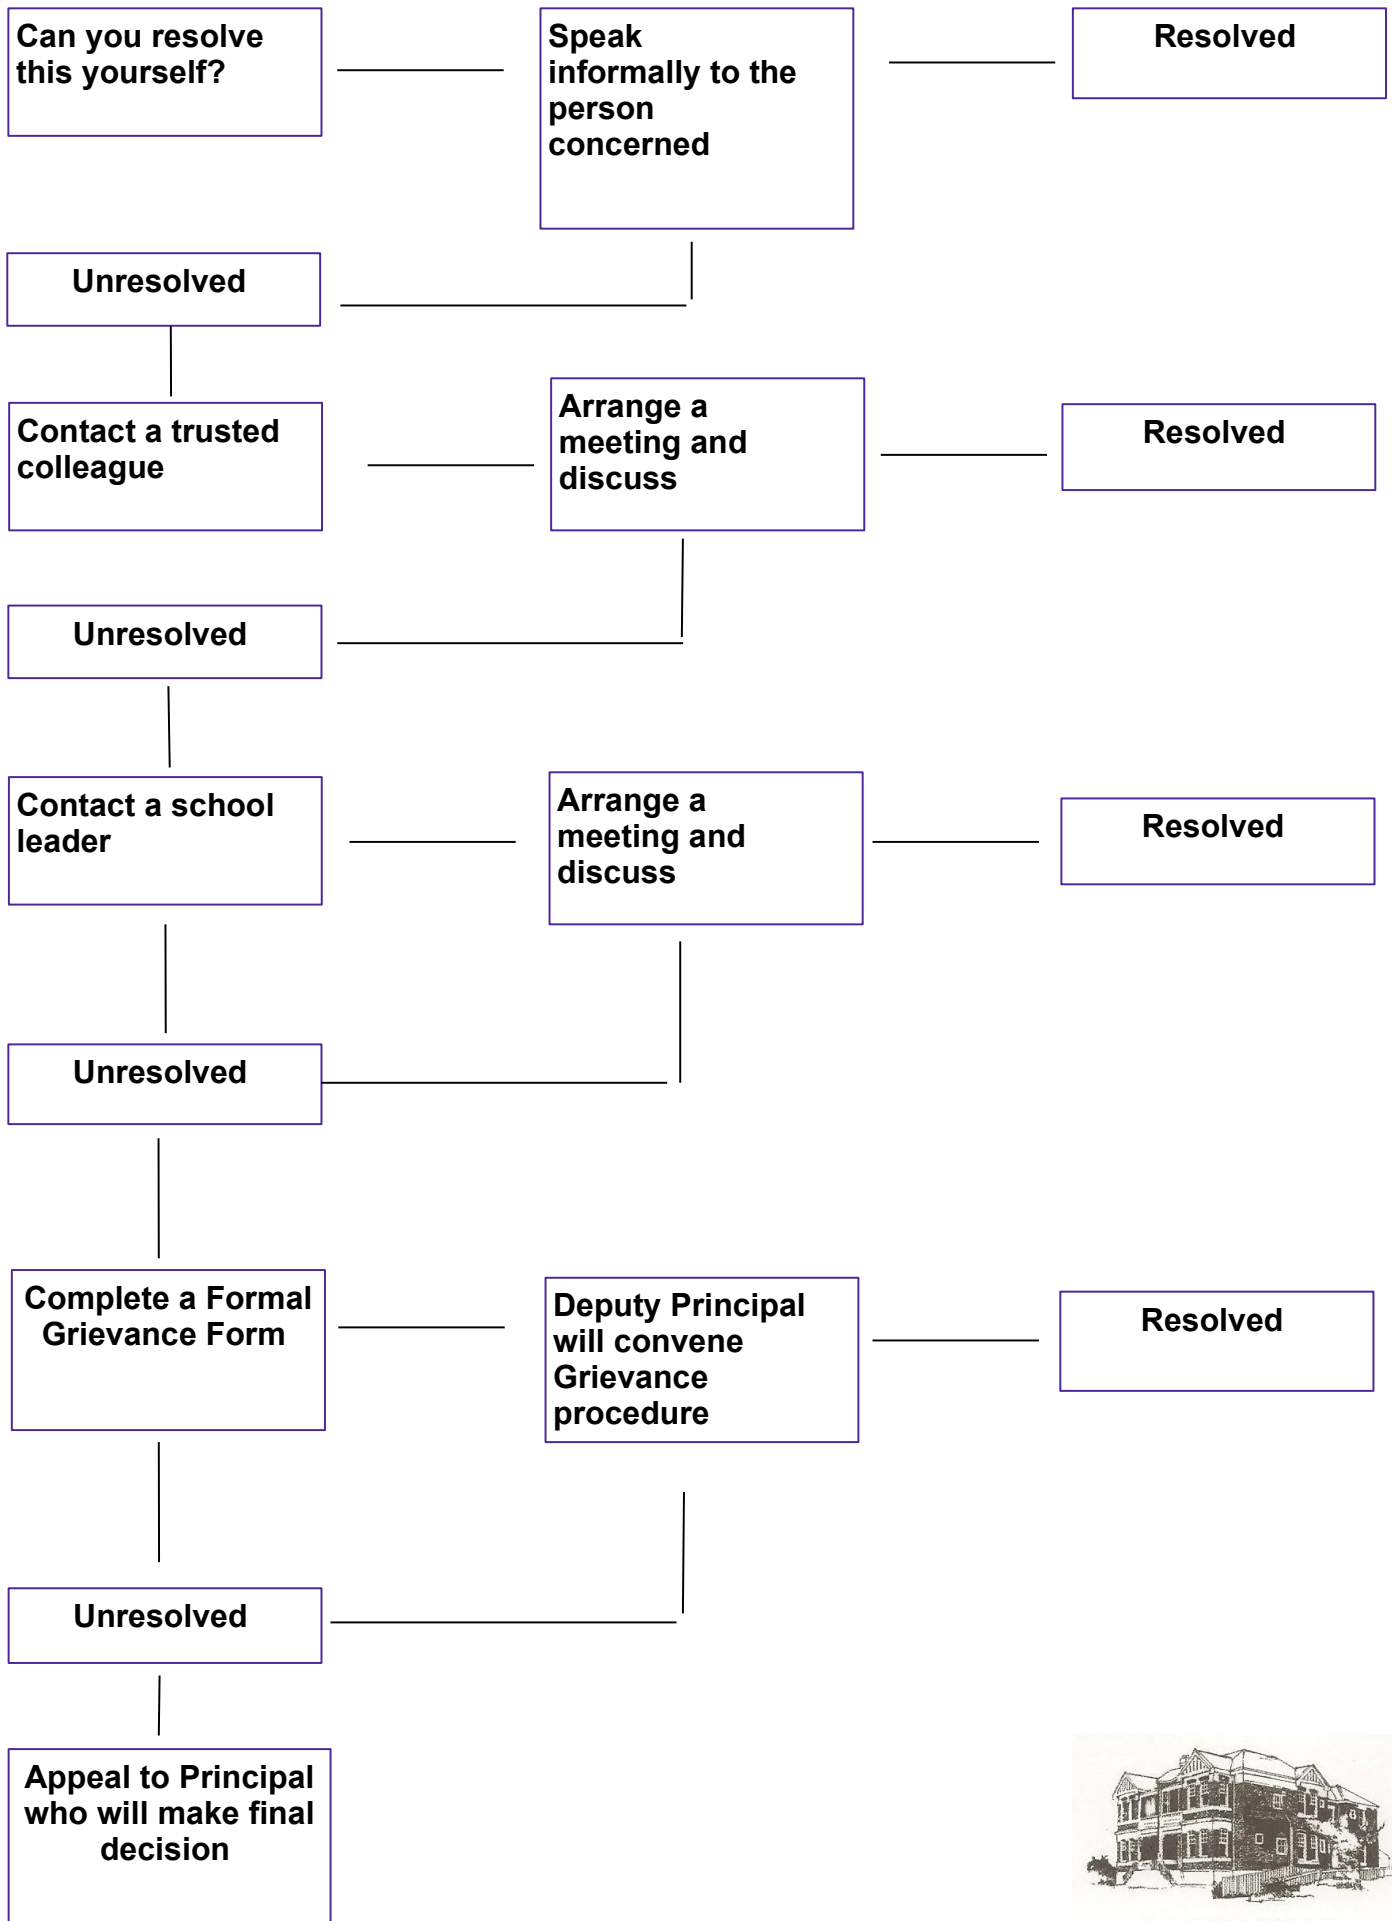 Can you resolve
this yourself?
Speak
informally to the
person
concerned
Resolved
Unresolved
Contact a trusted
colleague
Arrange a
meeting and
discuss
Resolved
Unresolved
Contact a school
leader
Arrange a
meeting and
discuss
Resolved
Unresolved
Complete a Formal
Grievance Form
Deputy Principal
will convene
Grievance
procedure
Resolved
Unresolved
Appeal to Principal
who will make final
decision